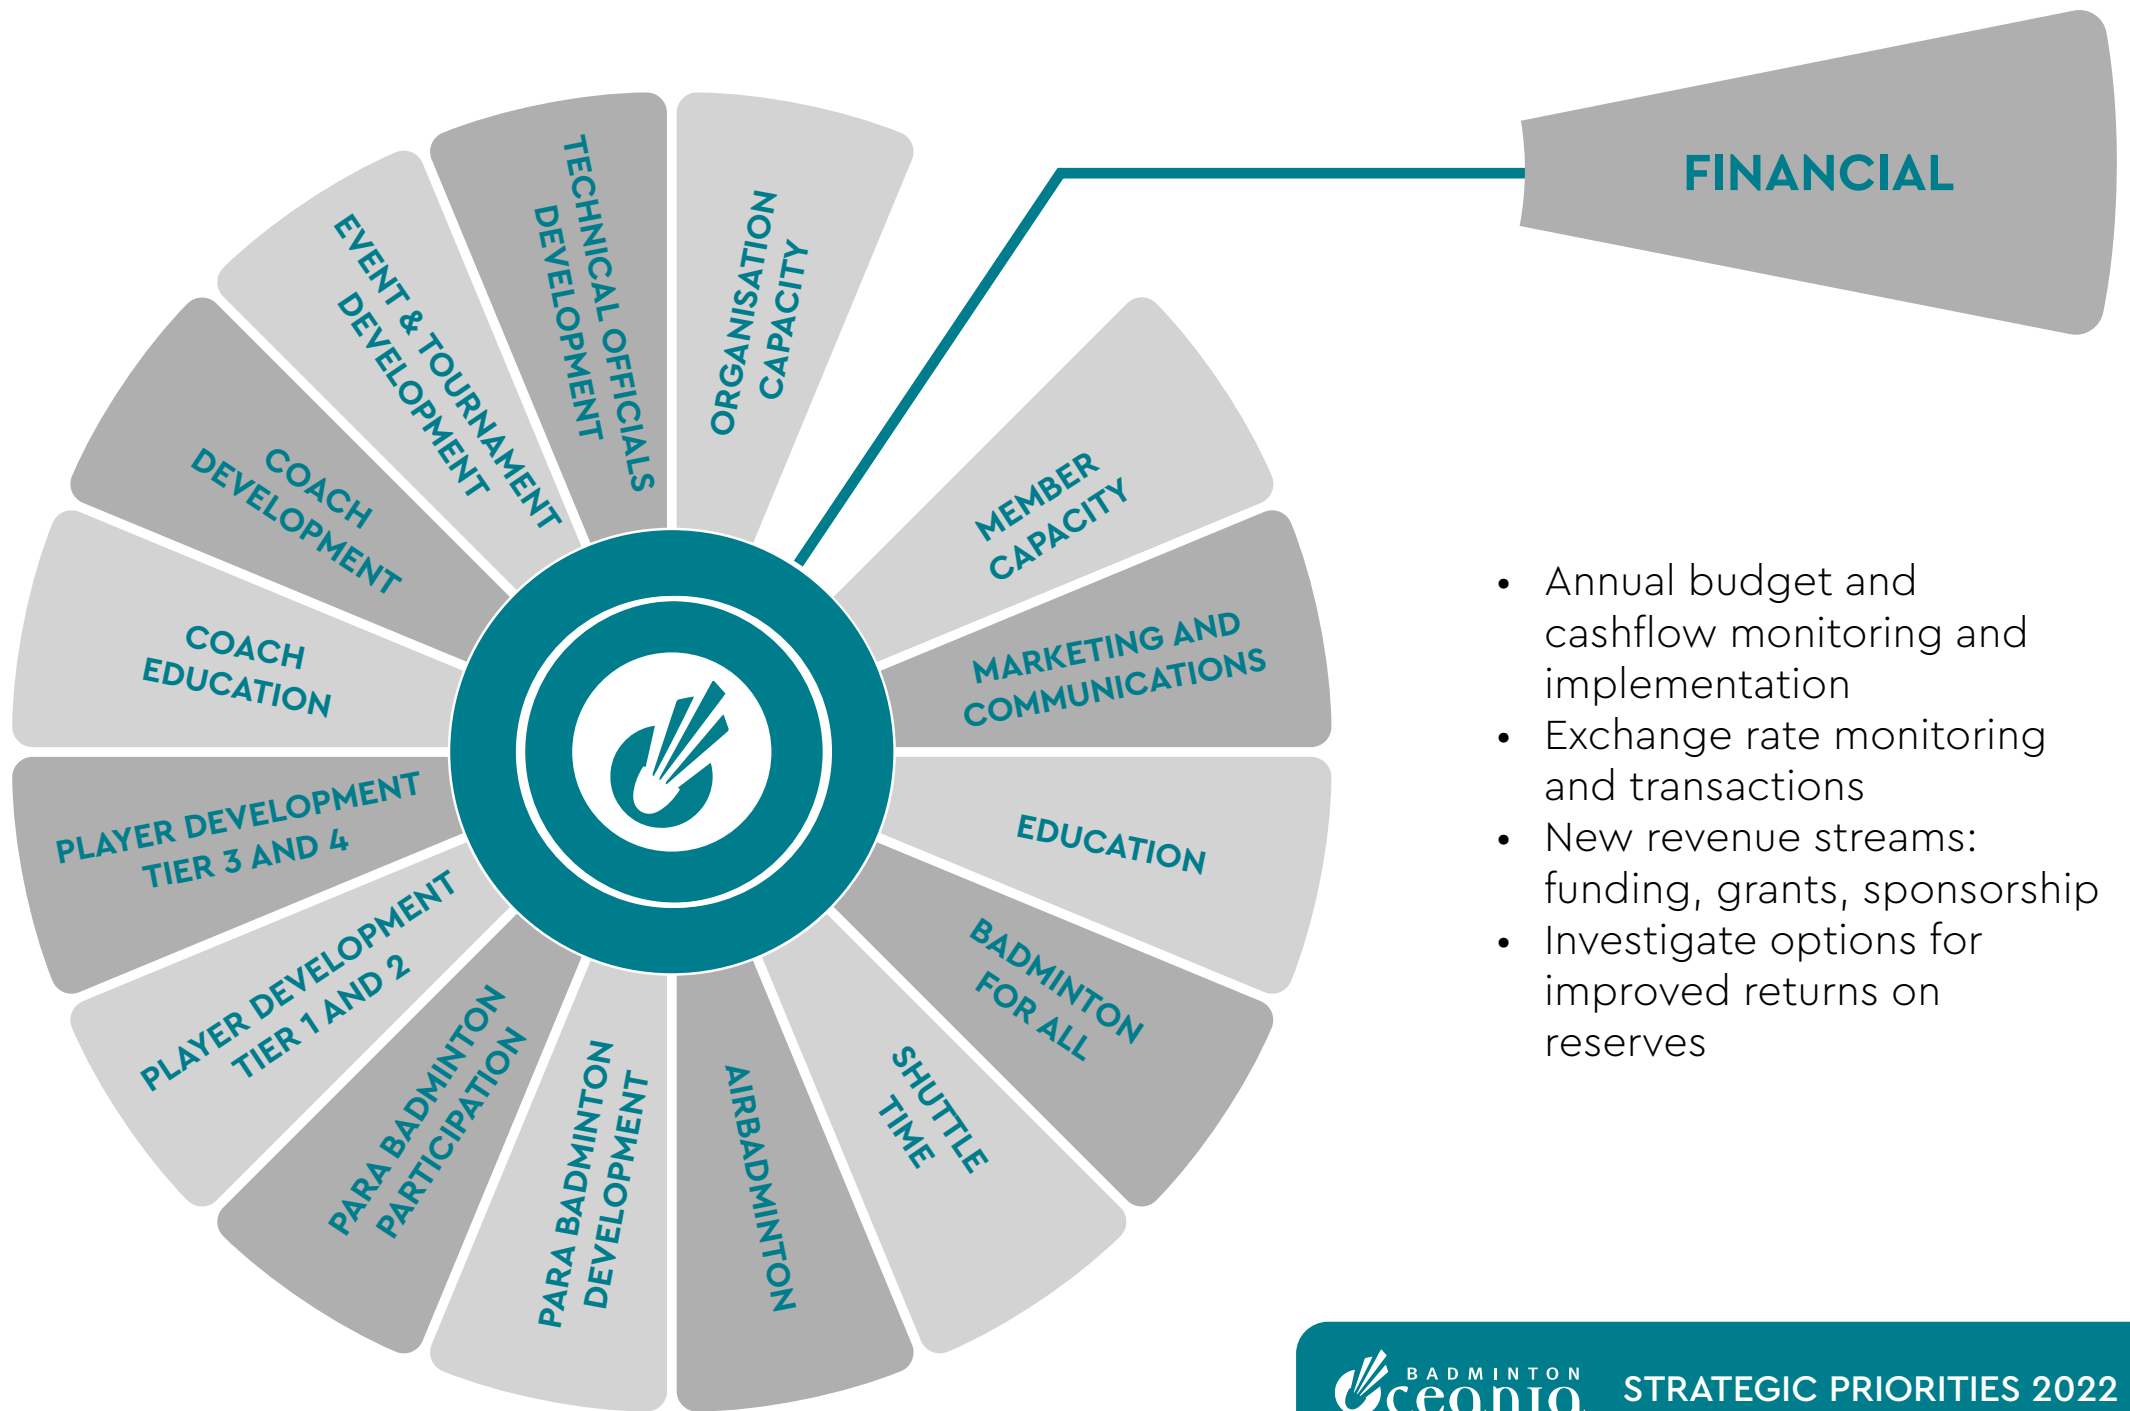 FINANCIAL
TECHNICAL OFFICIALS
DEVELOPMENT
ORGANISATION
CAPACITY
EVENT & TOURNAMENT
DEVELOPMENT
COACH
DEVELOPMENT
MEMBER
CAPACITY
COACH
EDUCATION
MARKETING AND
COMMUNICATIONS
PLAYER DEVELOPMENT
TIER 3 AND 4
EDUCATION
PLAYER DEVELOPMENT
TIER 1 AND 2
BADMINTON
FOR ALL
PARA BADMINTON
PARTICIPATION
PARA BADMINTON
DEVELOPMENT
AIRBADMINTON
SHUTTLE
TIME
• Annual budget and
cashflow monitoring and
implementation
• Exchange rate monitoring
and transactions
• New revenue streams:
funding, grants, sponsorship
• Investigate options for
improved returns on
reserves
BADMINTON
Oceania
STRATEGIC PRIORITIES 2022